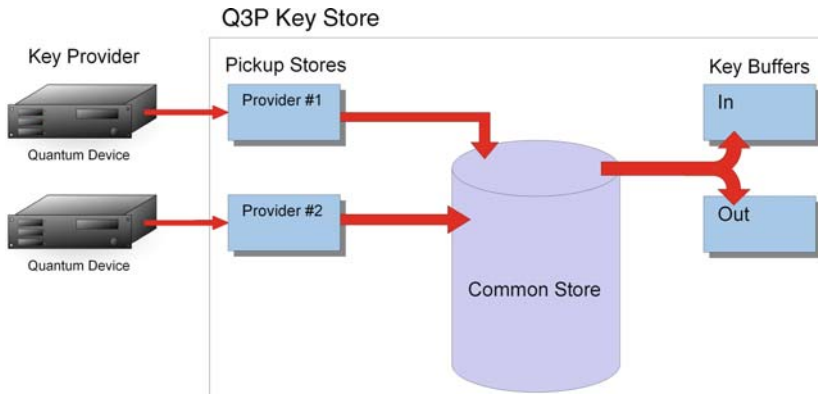 Q3P Key Store
Key Provider
Pickup Stores
Key Buffers
Provider #1
In
Quantum Device
Provider #2
Out
Quantum Device
Common Store